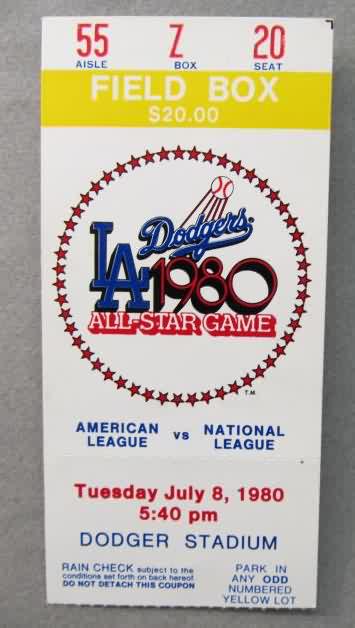 55 Z 20
AISLE BOX SEAT
FIELD BOX
$20.00
Dodgers
LA
1980
ALL-STAR GAME
T.M.
AMERICAN LEAGUE vs NATIONAL LEAGUE
Tuesday July 8, 1980
5:40 pm
DODGER STADIUM
RAIN CHECK subject to the
conditions set forth on back hereof
DO NOT DETACH THIS COUPON
PARK IN
ANY ODD
NUMBERED
YELLOW LOT